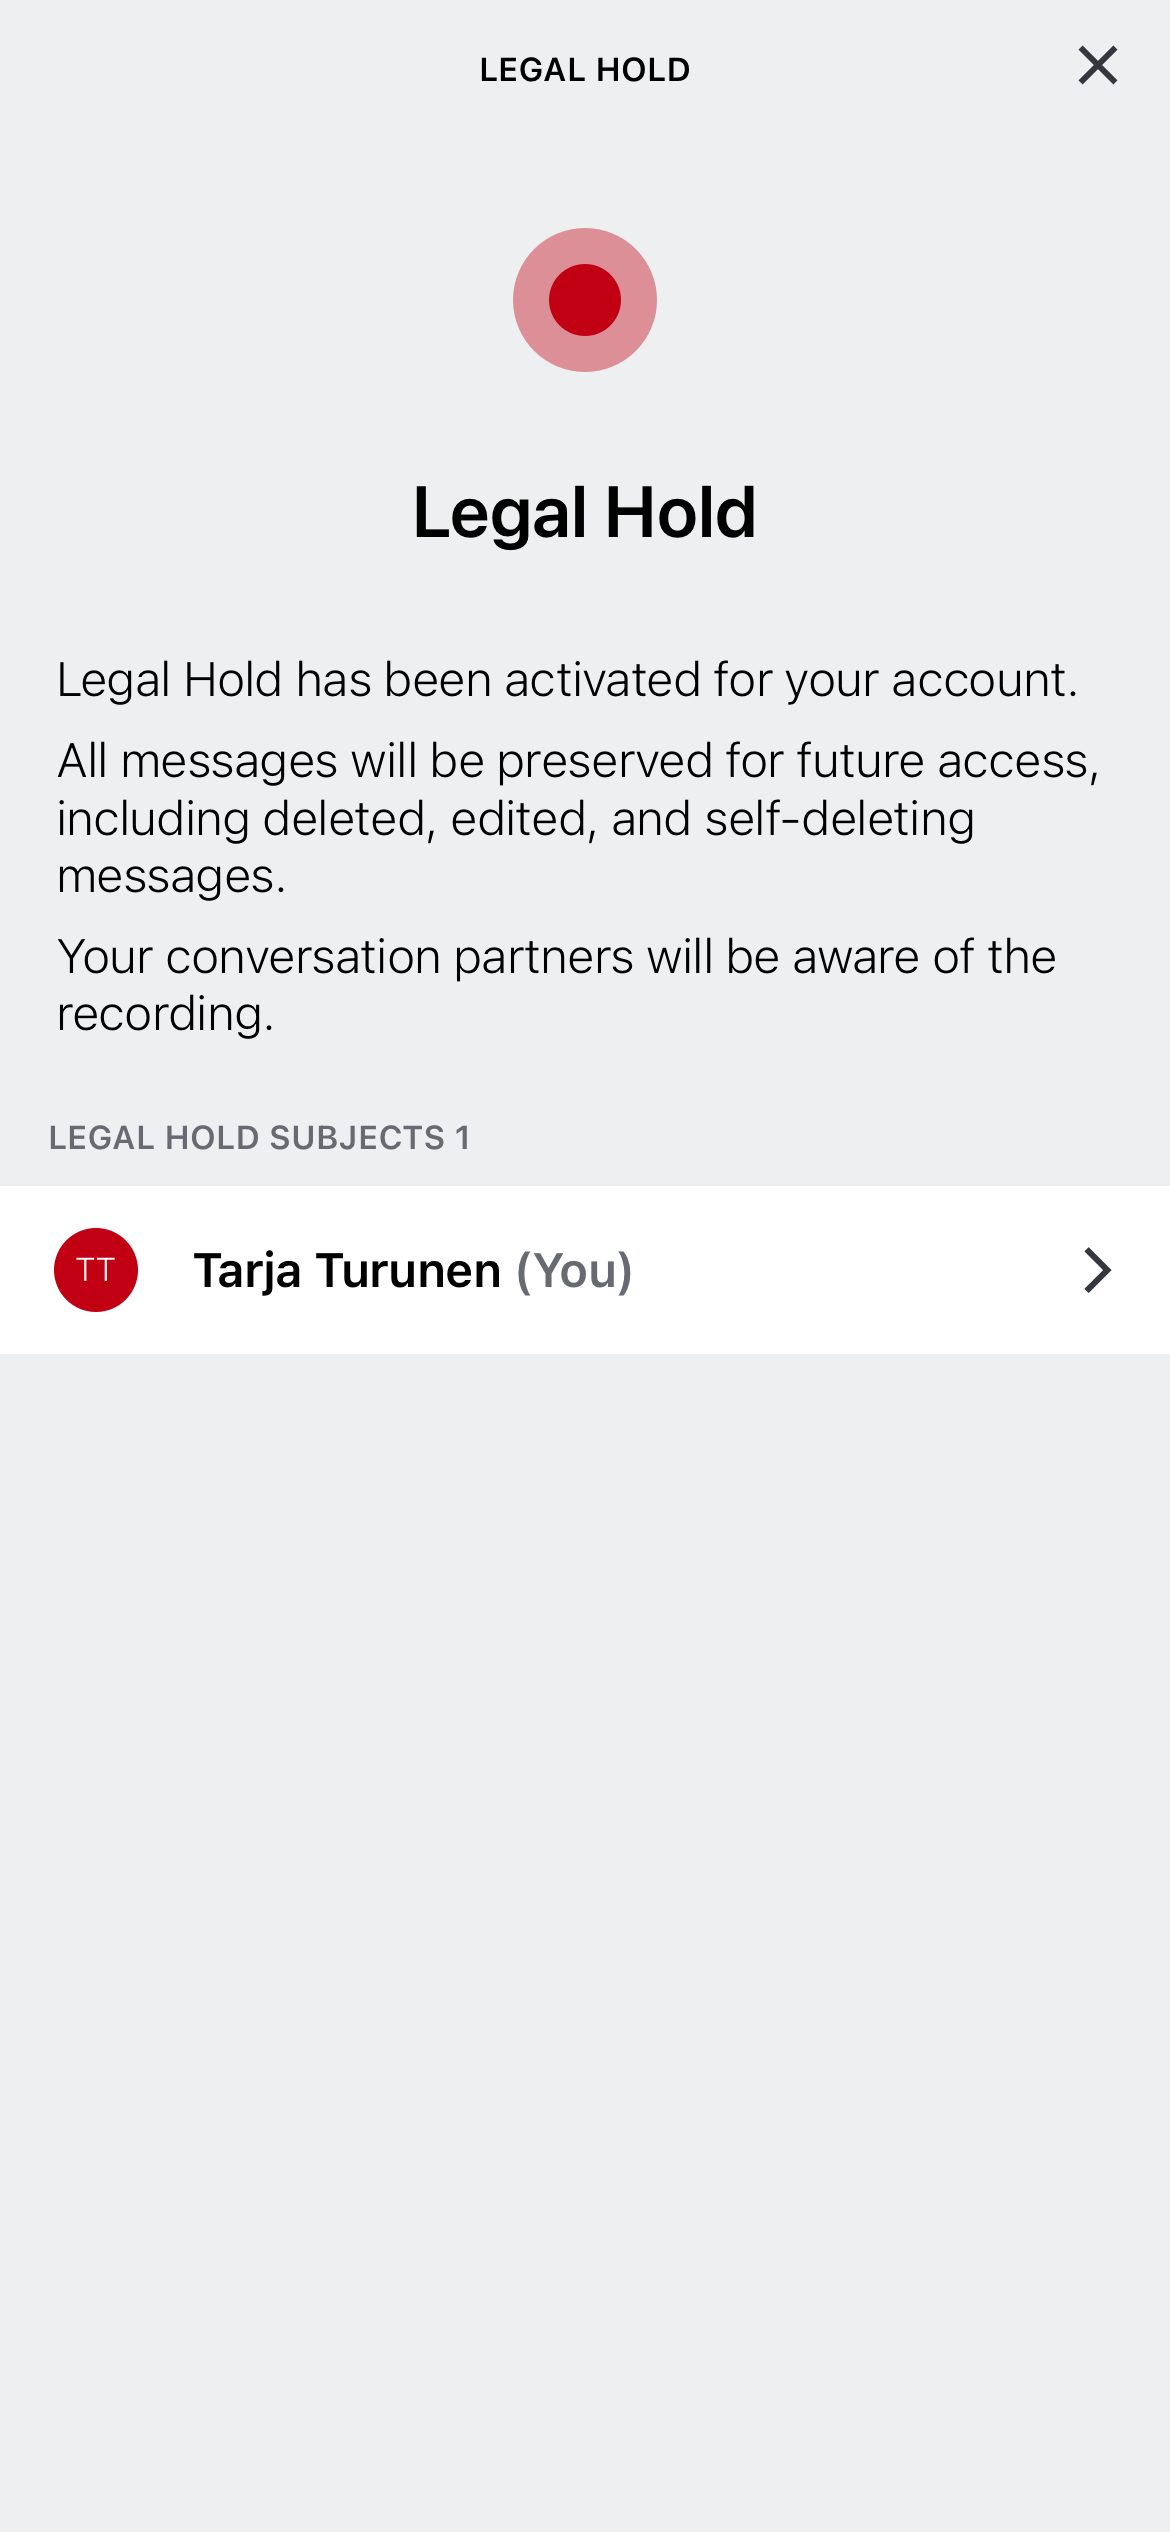 LEGAL HOLD
Legal Hold
Legal Hold has been activated for your account.
All messages will be preserved for future access,
including deleted, edited, and self-deleting
messages.
Your conversation partners will be aware of the
recording.
LEGAL HOLD SUBJECTS 1
TT
Tarja Turunen (You)